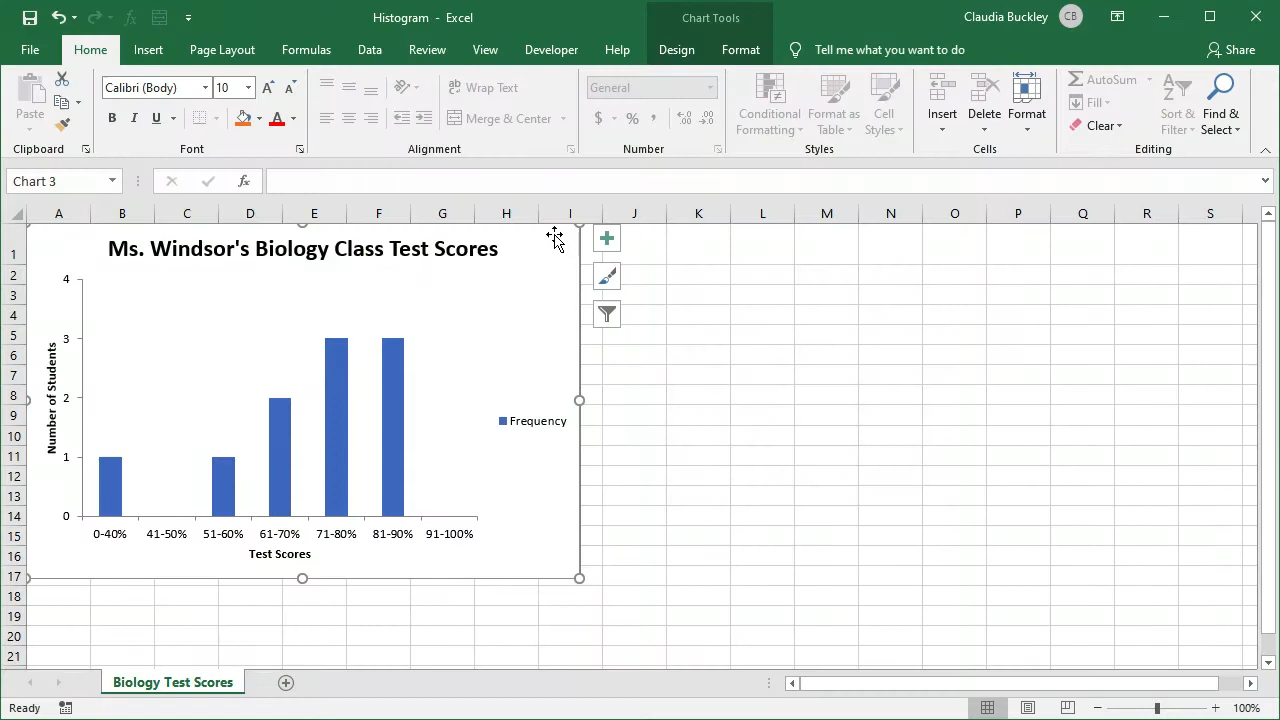 Histogram - Excel
Chart Tools
Claudia Buckley CB
File Home Insert Page Layout Formulas Data Review View Developer Help Design Format Tell me what you want to do Share
Paste
Clipboard
Calibri (Body) 10 A A
B I U A
Font
ab Wrap Text
Merge & Center
Alignment
General
$ % ,
Number
Conditional Formatting
Format as Table
Cell Styles
Styles
Insert
Delete
Format
Cells
AutoSum
Fill
Clear
Sort & Filter
Find & Select
Editing
Chart 3
fx
A B C D E F G H I J K L M N O P Q R S
1
2
3
4
5
6
7
8
9
10
11
12
13
14
15
16
17
18
19
20
21
Ms. Windsor's Biology Class Test Scores
Number of Students
4
3
2
1
0
0-40% 41-50% 51-60% 61-70% 71-80% 81-90% 91-100%
Test Scores
Frequency
Biology Test Scores
Ready
100%